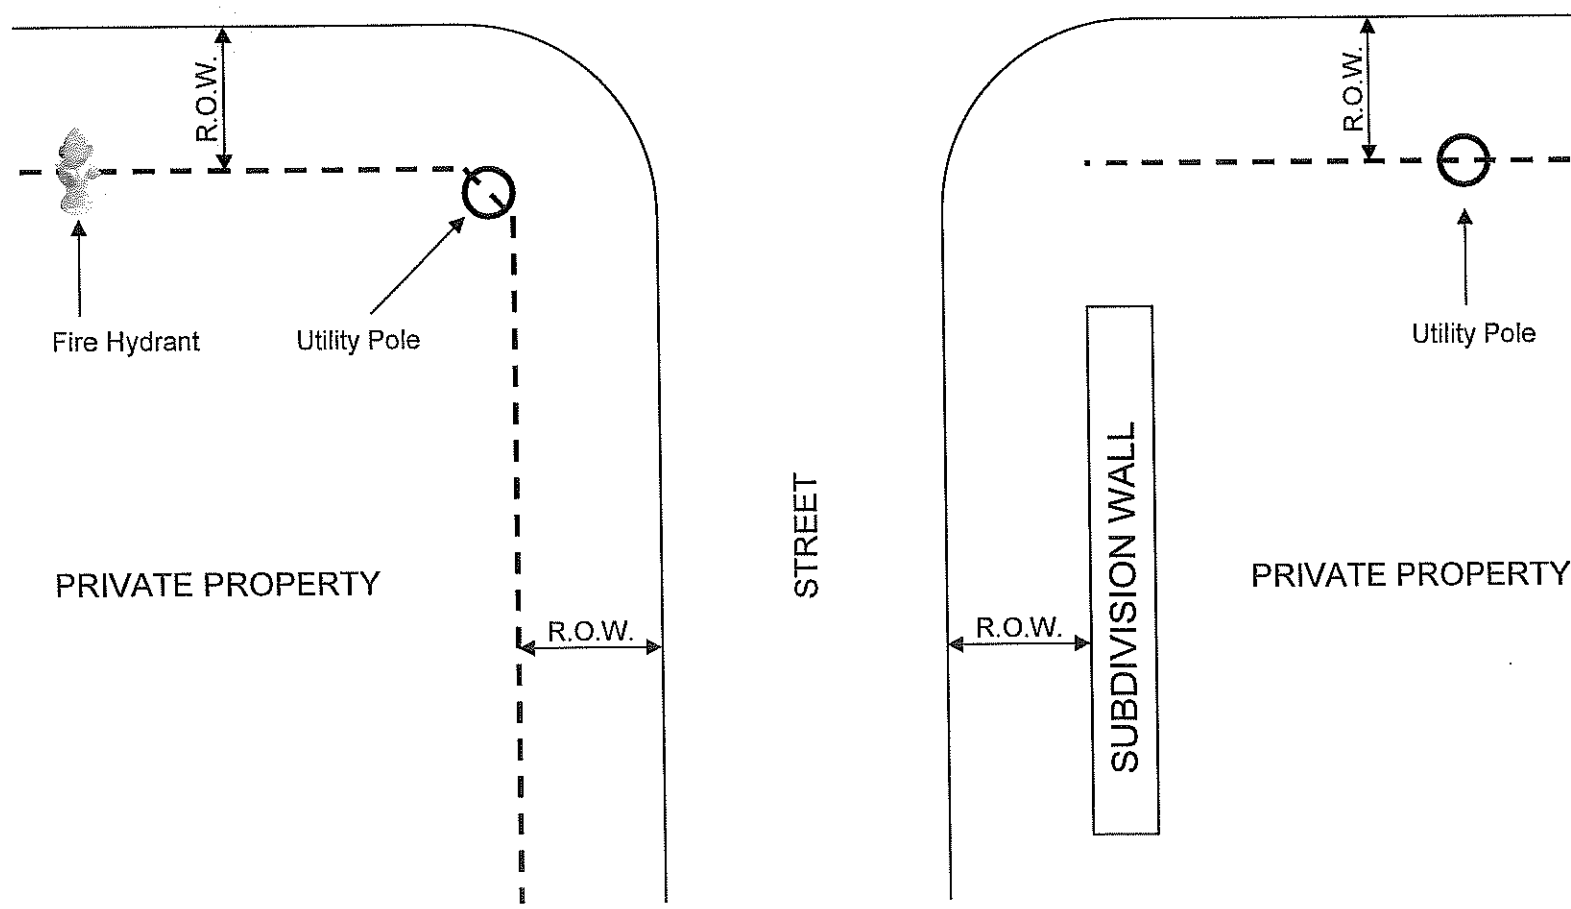 R.O.W.
R.O.W.
Fire Hydrant
Utility Pole
Utility Pole
STREET
SUBDIVISION WALL
PRIVATE PROPERTY
PRIVATE PROPERTY
R.O.W.
R.O.W.